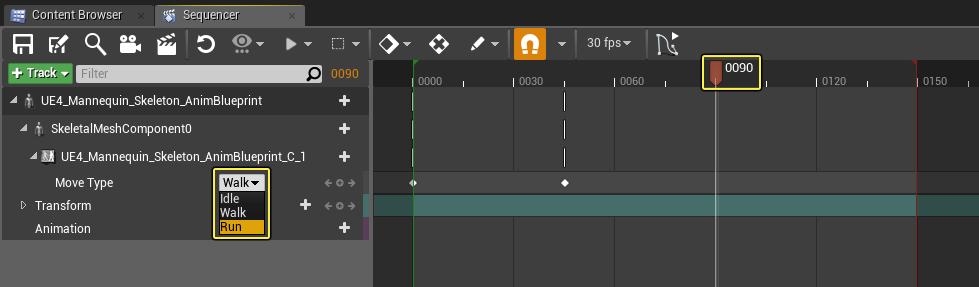 Content Browser
Sequencer
30 fps
Track
Filter
0090
0000
0030
0060
0090
0120
0150
UE4_Mannequin_Skeleton_AnimBlueprint
SkeletalMeshComponent0
UE4_Mannequin_Skeleton_AnimBlueprint_C_1
Move Type
Walk
Idle
Walk
Run
Transform
Animation